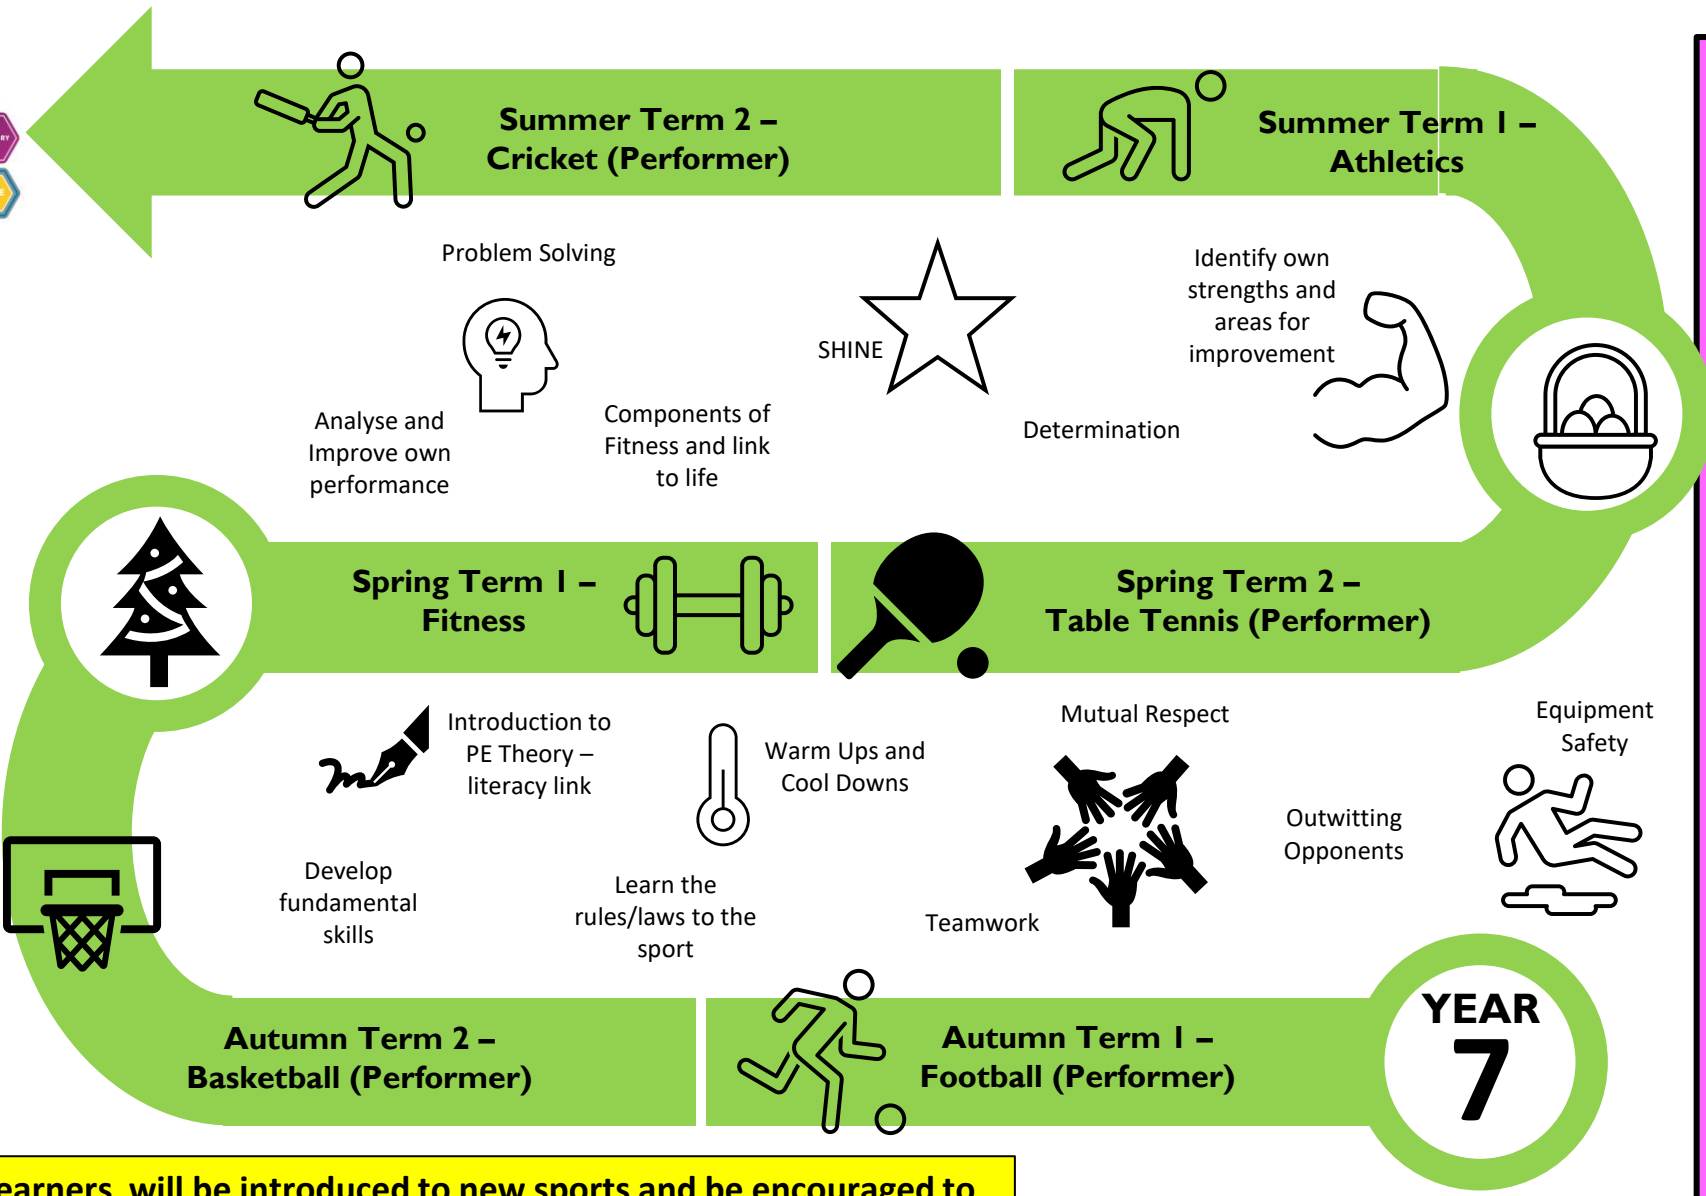 Summer Term 2 –
Cricket (Performer)
Summer Term 1 –
Athletics
Problem Solving
SHINE
Identify own
strengths and
areas for
improvement
Analyse and
Improve own
performance
Components of
Fitness and link
to life
Determination
Spring Term 1 –
Fitness
Spring Term 2 –
Table Tennis (Performer)
Introduction to
PE Theory –
literacy link
Warm Ups and
Cool Downs
Mutual Respect
Equipment
Safety
Outwitting
Opponents
Develop
fundamental
skills
Learn the
rules/laws to the
sport
Teamwork
Autumn Term 2 –
Basketball (Performer)
Autumn Term 1 –
Football (Performer)
YEAR
7
will be introduced to new sports and be encouraged to